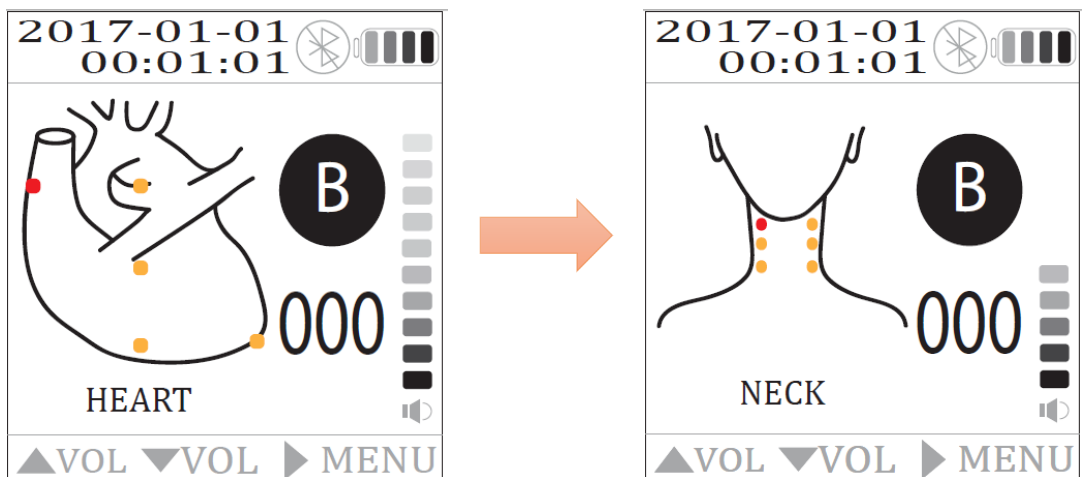 2017-01-01
00:01:01
B
000
HEART
▲VOL ▼VOL ▶ MENU
2017-01-01
00:01:01
B
000
NECK
▲VOL ▼VOL ▶ MENU